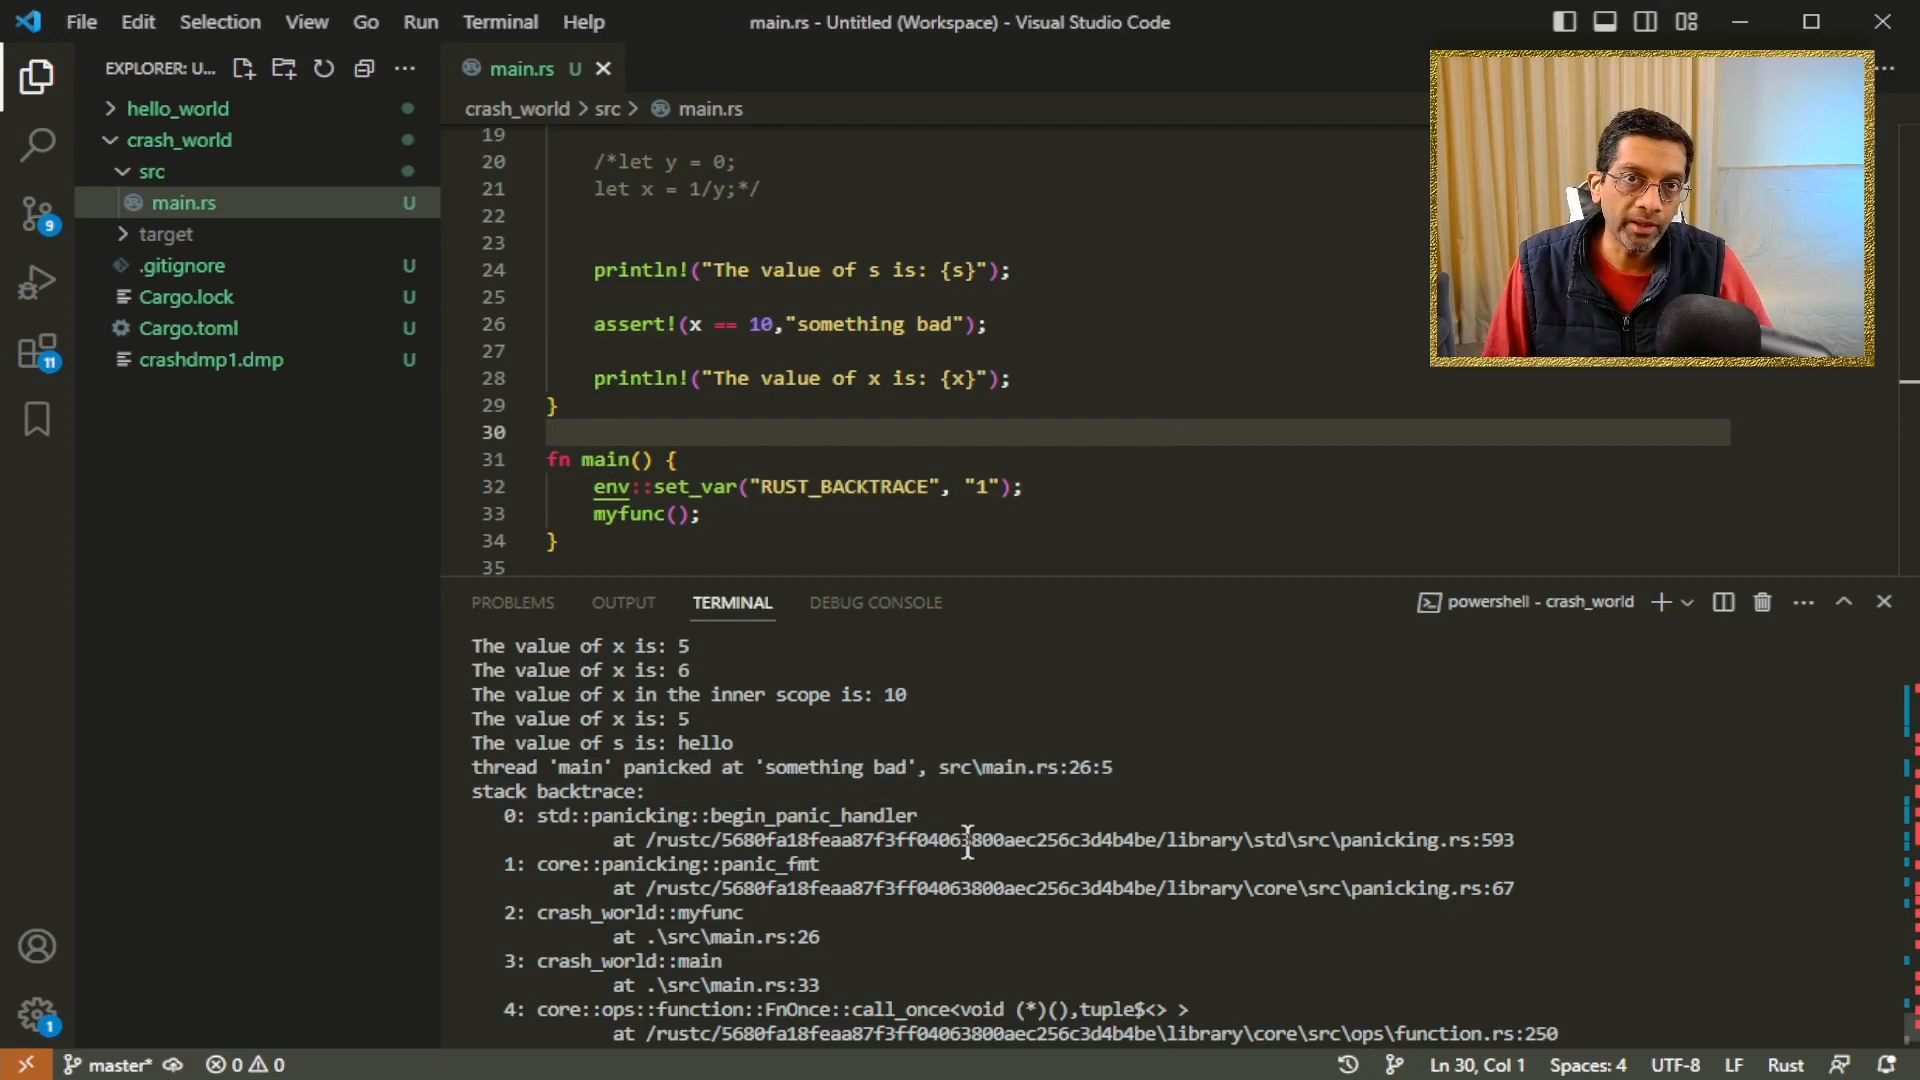 File Edit Selection View Go Run Terminal Help
main.rs - Untitled (Workspace) - Visual Studio Code
EXPLORER: U...
hello_world
crash_world
src
main.rs U
target
.gitignore U
Cargo.lock U
Cargo.toml U
crashdmp1.dmp U
9
11
1
main.rs U
crash_world > src > main.rs
19
20 /*let y = 0;
21 let x = 1/y;*/
22
23
24 println!("The value of s is: {s}");
25
26 assert!(x == 10,"something bad");
27
28 println!("The value of x is: {x}");
29 }
30
31 fn main() {
32 env::set_var("RUST_BACKTRACE", "1");
33 myfunc();
34 }
35
PROBLEMS OUTPUT TERMINAL DEBUG CONSOLE
powershell - crash_world
The value of x is: 5
The value of x is: 6
The value of x in the inner scope is: 10
The value of x is: 5
The value of s is: hello
thread 'main' panicked at 'something bad', src\main.rs:26:5
stack backtrace:
0: std::panicking::begin_panic_handler
at /rustc/5680fa18feaa87f3ff04063800aec256c3d4b4be/library\std\src\panicking.rs:593
1: core::panicking::panic_fmt
at /rustc/5680fa18feaa87f3ff04063800aec256c3d4b4be/library\core\src\panicking.rs:67
2: crash_world::myfunc
at .\src\main.rs:26
3: crash_world::main
at .\src\main.rs:33
4: core::ops::function::FnOnce::call_once<void (*)(),tuple$<> >
at /rustc/5680fa18feaa87f3ff04063800aec256c3d4b4be\library\core\src\ops\function.rs:250
master* 0 0
Ln 30, Col 1 Spaces: 4 UTF-8 LF Rust